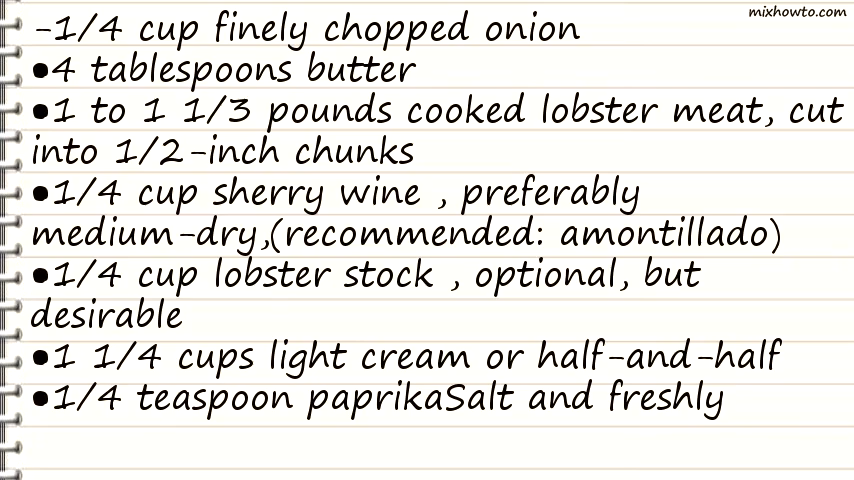 mixhowto.com
-1/4 cup finely chopped onion
●4 tablespoons butter
●1 to 1 1/3 pounds cooked lobster meat, cut
into 1/2-inch chunks
●1/4 cup sherry wine , preferably
medium-dry,(recommended: amontillado)
●1/4 cup lobster stock , optional, but
desirable
●1 1/4 cups light cream or half-and-half
●1/4 teaspoon paprikaSalt and freshly